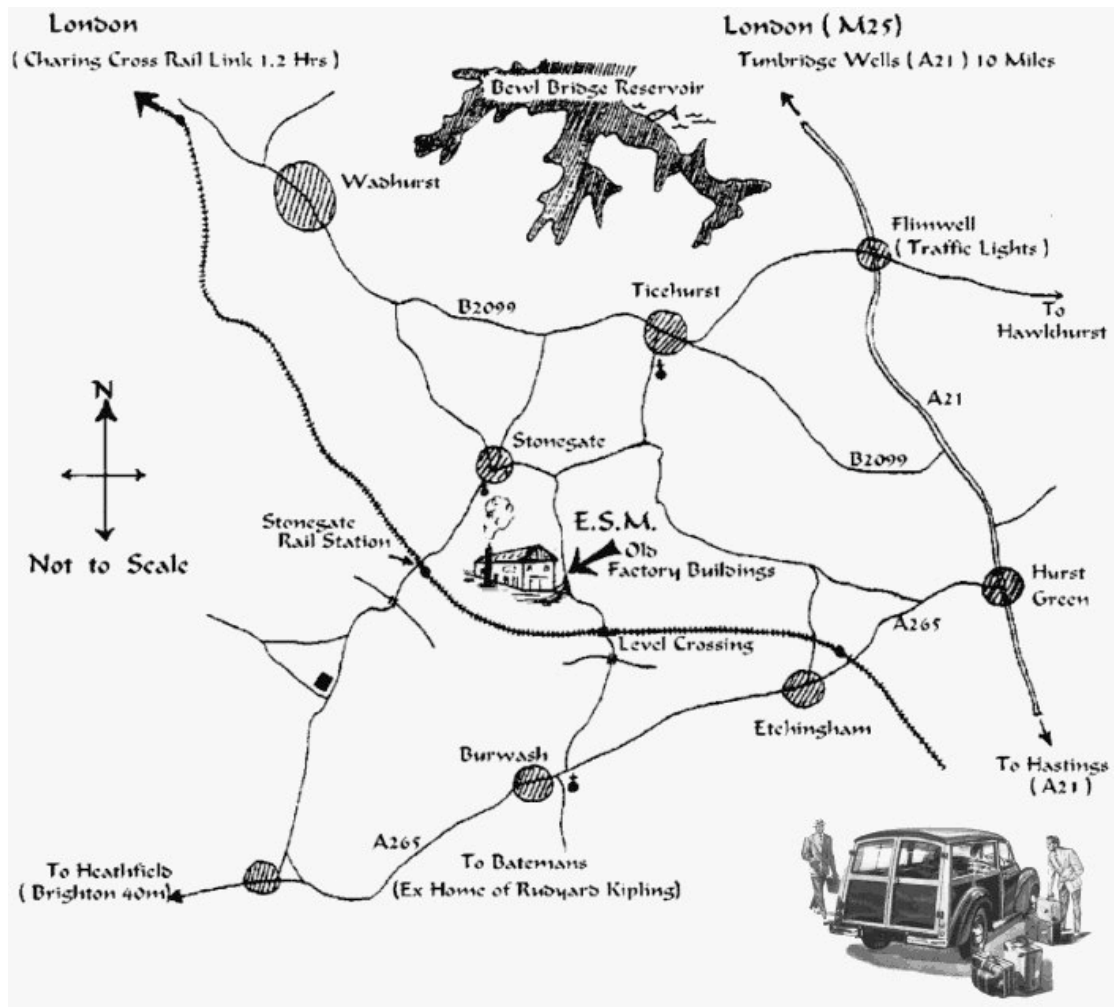 London
( Charing Cross Rail Link 1.2 Hrs )
London ( M25)
Tunbridge Wells ( A21 ) 10 Miles
Bewl Bridge Reservoir
Wadhurst
Flimwell
( Traffic Lights )
To
Hawkhurst
B2099
Ticehurst
A21
N
Not to Scale
Stonegate
B2099
Stonegate
Rail Station
E.S.M.
Old
Factory Buildings
Hurst
Green
A265
Level Crossing
Etchingham
Burwash
To Hastings
( A21 )
A265
To Heathfield
( Brighton 40m)
To Batemans
(Ex Home of Rudyard Kipling)